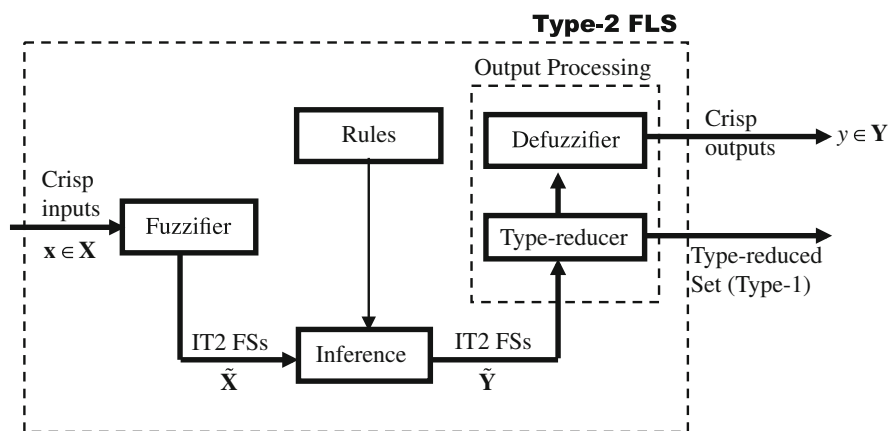 Type-2 FLS
Output Processing
Rules
Defuzzifier
Crisp
outputs
y ∈ Y
Crisp
inputs
x ∈ X
Fuzzifier
Type-reducer
Type-reduced
Set (Type-1)
IT2 FSs
X̃
Inference
IT2 FSs
Ỹ